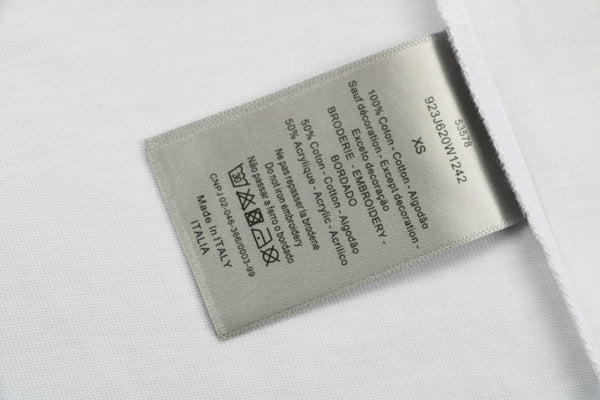 53578
923J620W1242
XS
100% Coton - Cotton - Algodão
Sauf décoration - Except decoration -
Exceto decoração
BRODERIE - EMBROIDERY -
BORDADO
50% Coton - Cotton - Algodão
50% Acrylique - Acrylic - Acrílico
Ne pas repasser la broderie
Do not iron embroidery
Não passar a ferro o bordado
30
CNPJ 02-046-366/0003-99
Made in ITALY
ITALIA